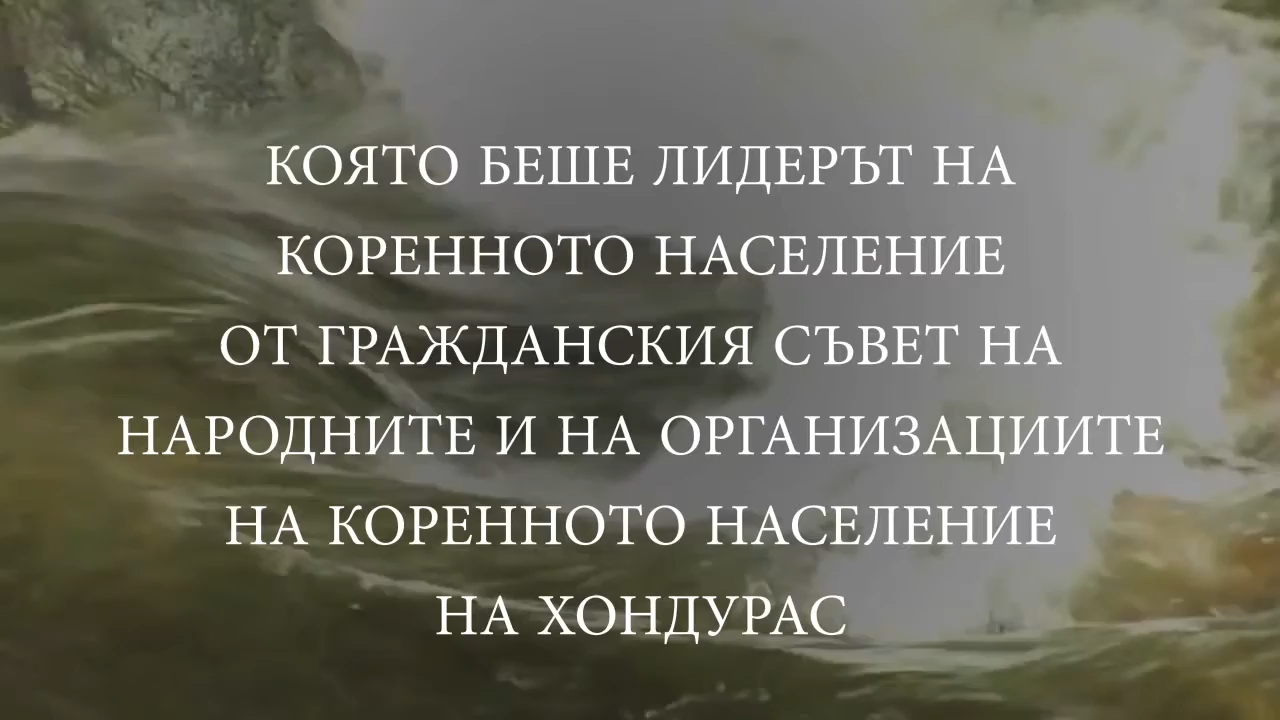 КОЯТО БЕШЕ ЛИДЕРЪТ НА
КОРЕННОТО НАСЕЛЕНИЕ
ОТ ГРАЖДАНСКИЯ СЪВЕТ НА
НАРОДНИТЕ И НА ОРГАНИЗАЦИИТЕ
НА КОРЕННОТО НАСЕЛЕНИЕ
НА ХОНДУРАС